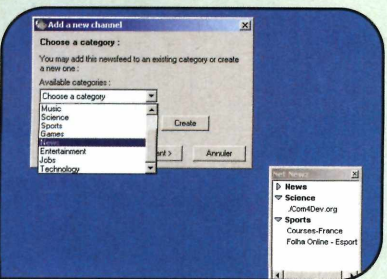 Add a new channel
Choose a category :
You may add this newsfeed to an existing category or create
a new one :
Available categories :
Choose a category
Music
Science
Sports
Games
News
Entertainment
Jobs
Technology
Create
ant >
Annuler
Net News
News
Science
./Com4Dev.org
Sports
Courses-France
Folha Online - Esport